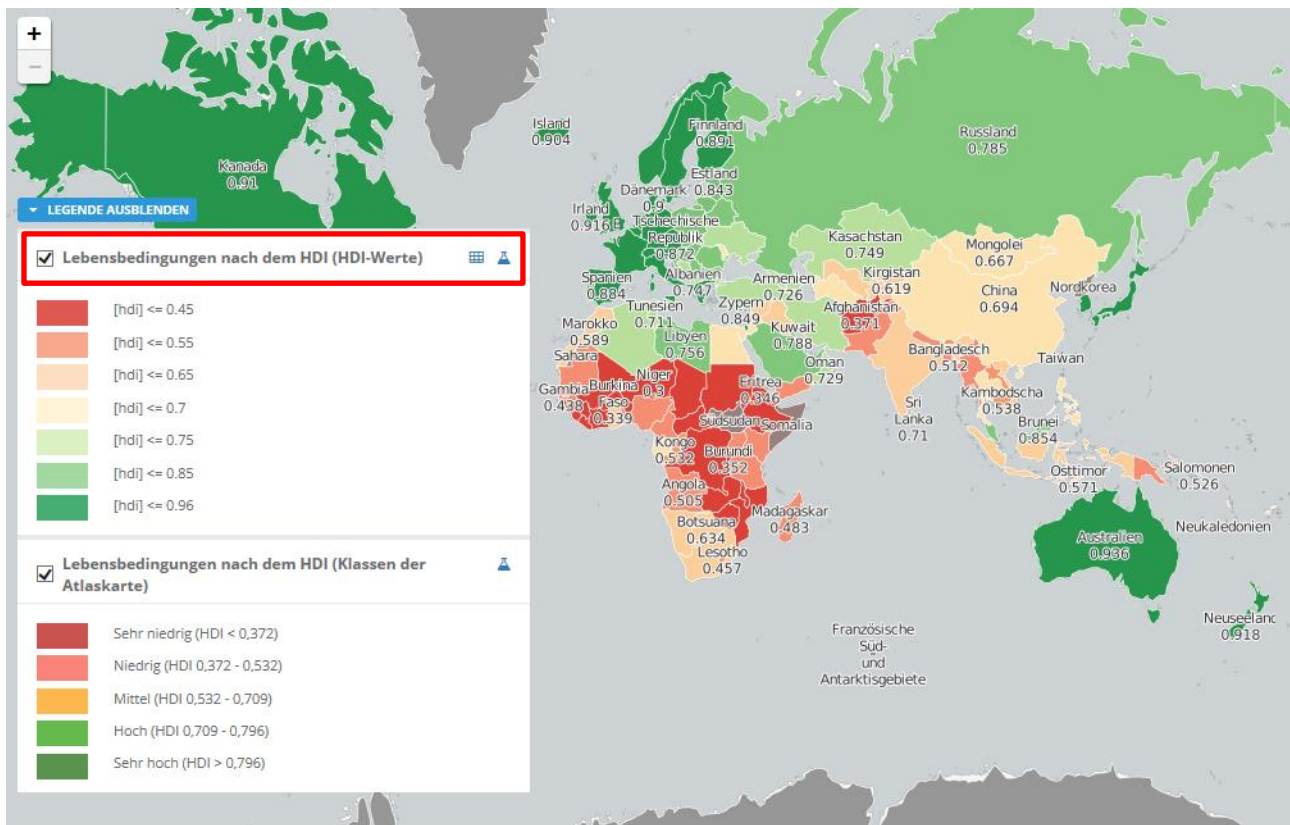 +
−
Island
0.904
Finnland
0.891
Russland
0.785
Kanada
0.91
Estland
0.843
Dänemark
0.9
LEGENDE AUSBLENDEN
Irland
0.916
Tschechische
Republik
0.872
Kasachstan
0.749
Mongolei
0.667
Lebensbedingungen nach dem HDI (HDI-Werte)
Spanien
0.884
Albanien
0.747
Armenien
0.726
Kirgistan
0.619
China
0.694
Nordkorea
[hdi] <= 0.45
[hdi] <= 0.55
[hdi] <= 0.65
[hdi] <= 0.7
[hdi] <= 0.75
[hdi] <= 0.85
[hdi] <= 0.96
Tunesien
0.711
Zypern
0.849
Afghanistan
0.371
Marokko
0.589
Libyen
0.756
Kuwait
0.788
Bangladesch
0.512
Taiwan
Sahara
Oman
0.729
Gambia
0.438
Burkina
Faso
0.339
Niger
0.3
Eritrea
0.346
Kambodscha
0.538
Sri
Lanka
0.71
Südsudan
Somalia
Brunei
0.854
Kongo
0.532
Burundi
0.352
Osttimor
0.571
Salomonen
0.526
Angola
0.505
Madagaskar
0.483
Botsuana
0.634
Neukaledonien
Lesotho
0.457
Australien
0.936
Lebensbedingungen nach dem HDI (Klassen der
Atlaskarte)
Neuseeland
0.918
Sehr niedrig (HDI < 0,372)
Niedrig (HDI 0,372 - 0,532)
Mittel (HDI 0,532 - 0,709)
Hoch (HDI 0,709 - 0,796)
Sehr hoch (HDI > 0,796)
Französische
Süd-
und
Antarktisgebiete